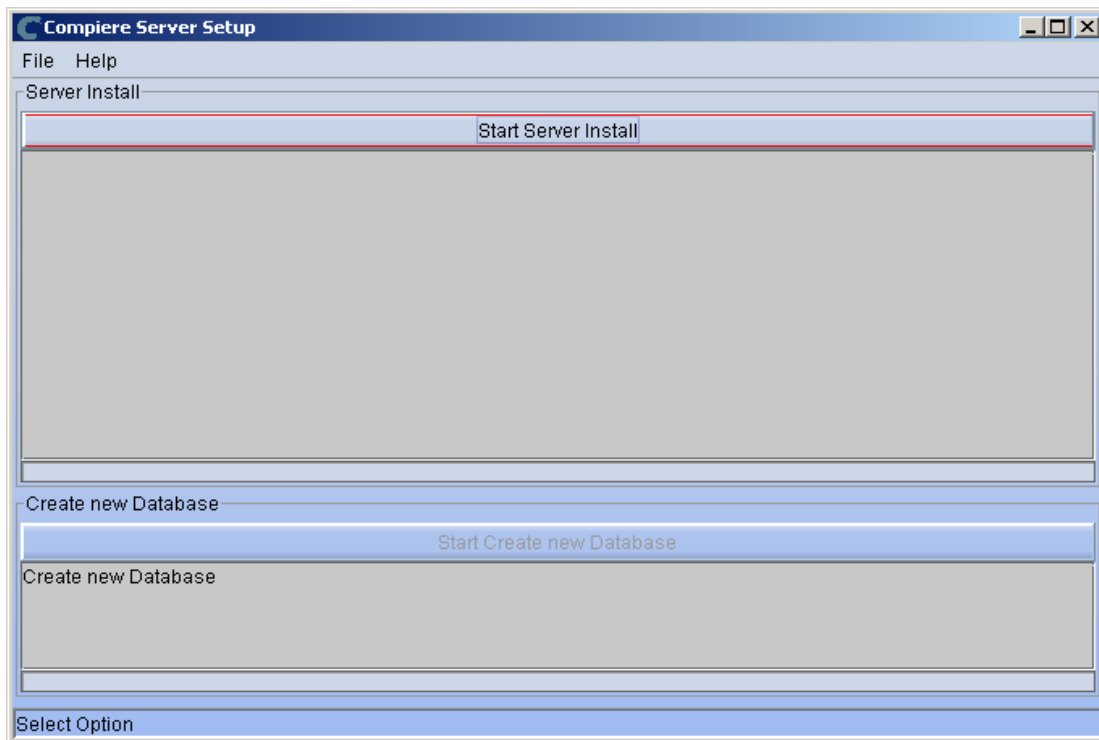 Compiere Server Setup
File Help
Server Install
Start Server Install
Create new Database
Start Create new Database
Create new Database
Select Option